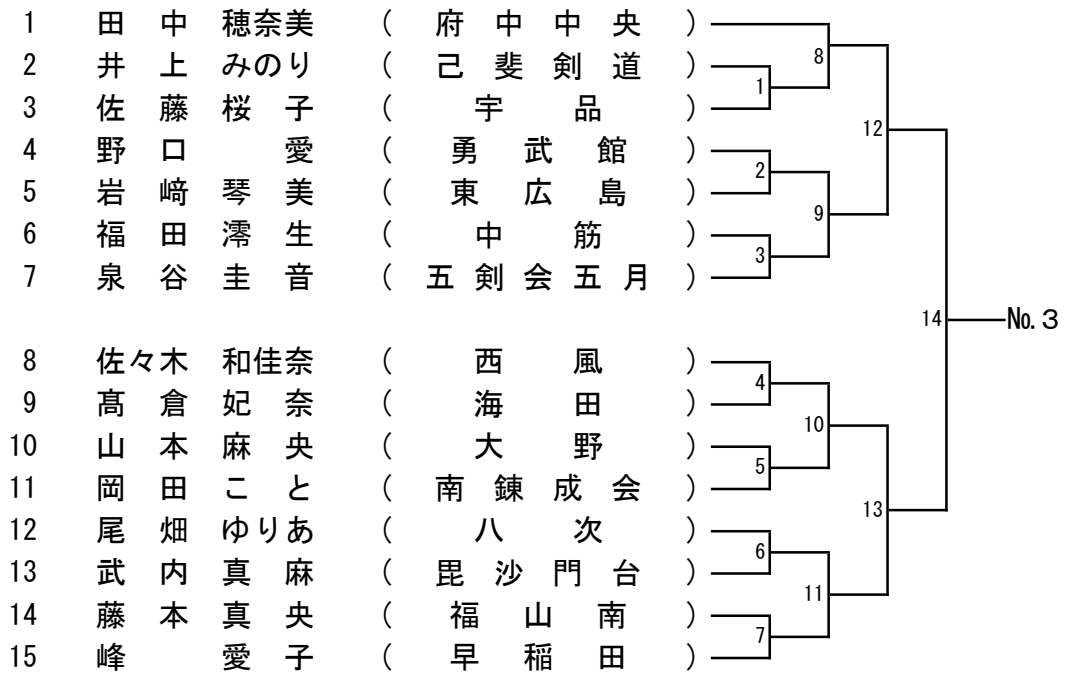 1 田中 穂奈美 ( 府中中央 )
8
2 井上 みのり ( 己斐剣道 )
1
3 佐藤 桜子 ( 宇品 )
12
4 野口 愛 ( 勇武館 )
2
5 岩﨑 琴美 ( 東広島 )
9
6 福田 澪生 ( 中筋 )
3
7 泉谷 圭音 ( 五剣会五月 )
14 №3
8 佐々木 和佳奈 ( 西風 )
4
9 髙倉 妃奈 ( 海田 )
10
10 山本 麻央 ( 大野 )
5
11 岡田 こと ( 南錬成会 )
13
12 尾畑 ゆりあ ( 八次 )
6
13 武内 真麻 ( 毘沙門台 )
11
14 藤本 真央 ( 福山南 )
7
15 峰 愛子 ( 早稲田 )